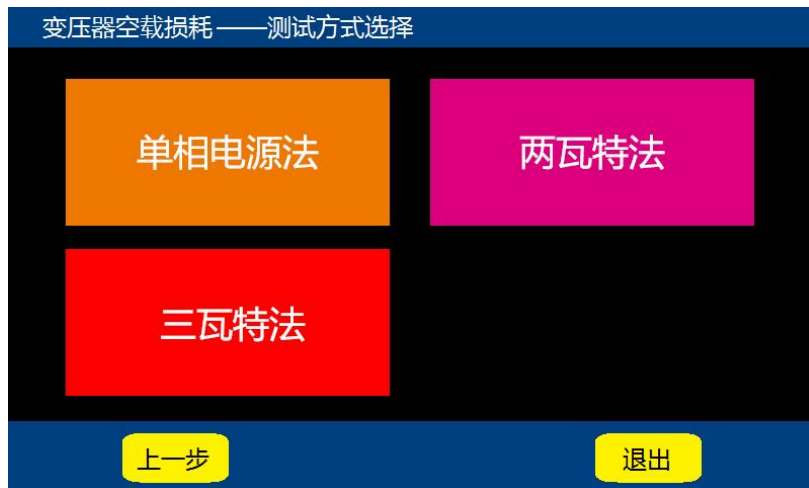 变压器空载损耗——测试方式选择
单相电源法
两瓦特法
三瓦特法
上一步
退出